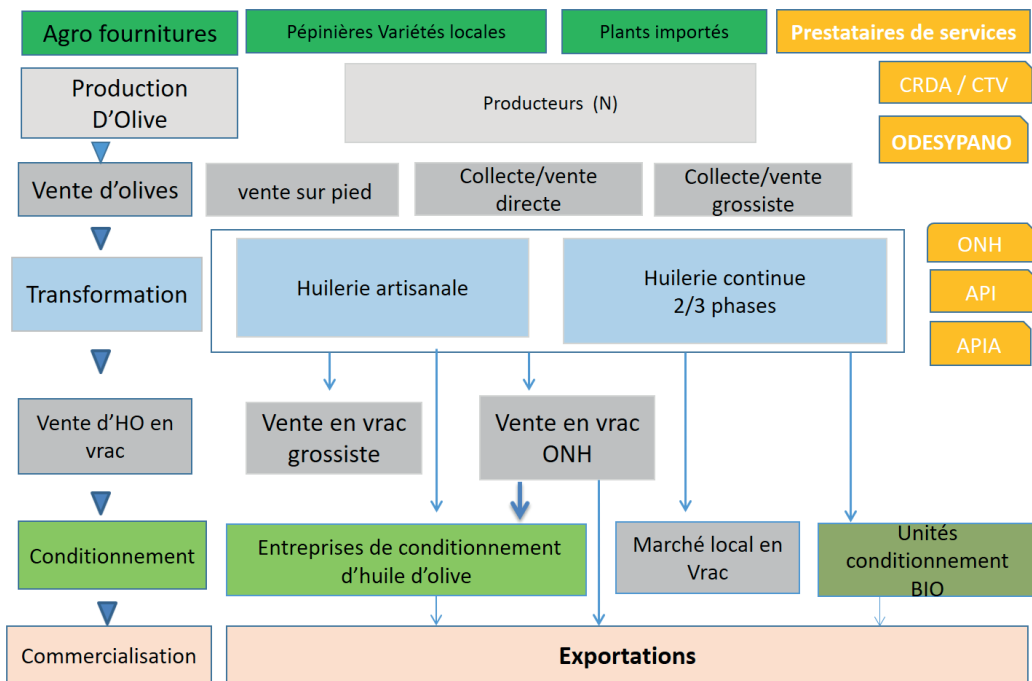 Agro fournitures
Pépinières Variétés locales
Plants importés
Prestataires de services
Production
D’Olive
Producteurs (N)
CRDA / CTV
ODESYPANO
Vente d’olives
vente sur pied
Collecte/vente
directe
Collecte/vente
grossiste
ONH
Transformation
Huilerie artisanale
Huilerie continue
2/3 phases
API
APIA
Vente d’HO en
vrac
Vente en vrac
grossiste
Vente en vrac
ONH
Conditionnement
Entreprises de conditionnement
d’huile d’olive
Marché local en
Vrac
Unités
conditionnement
BIO
Commercialisation
Exportations